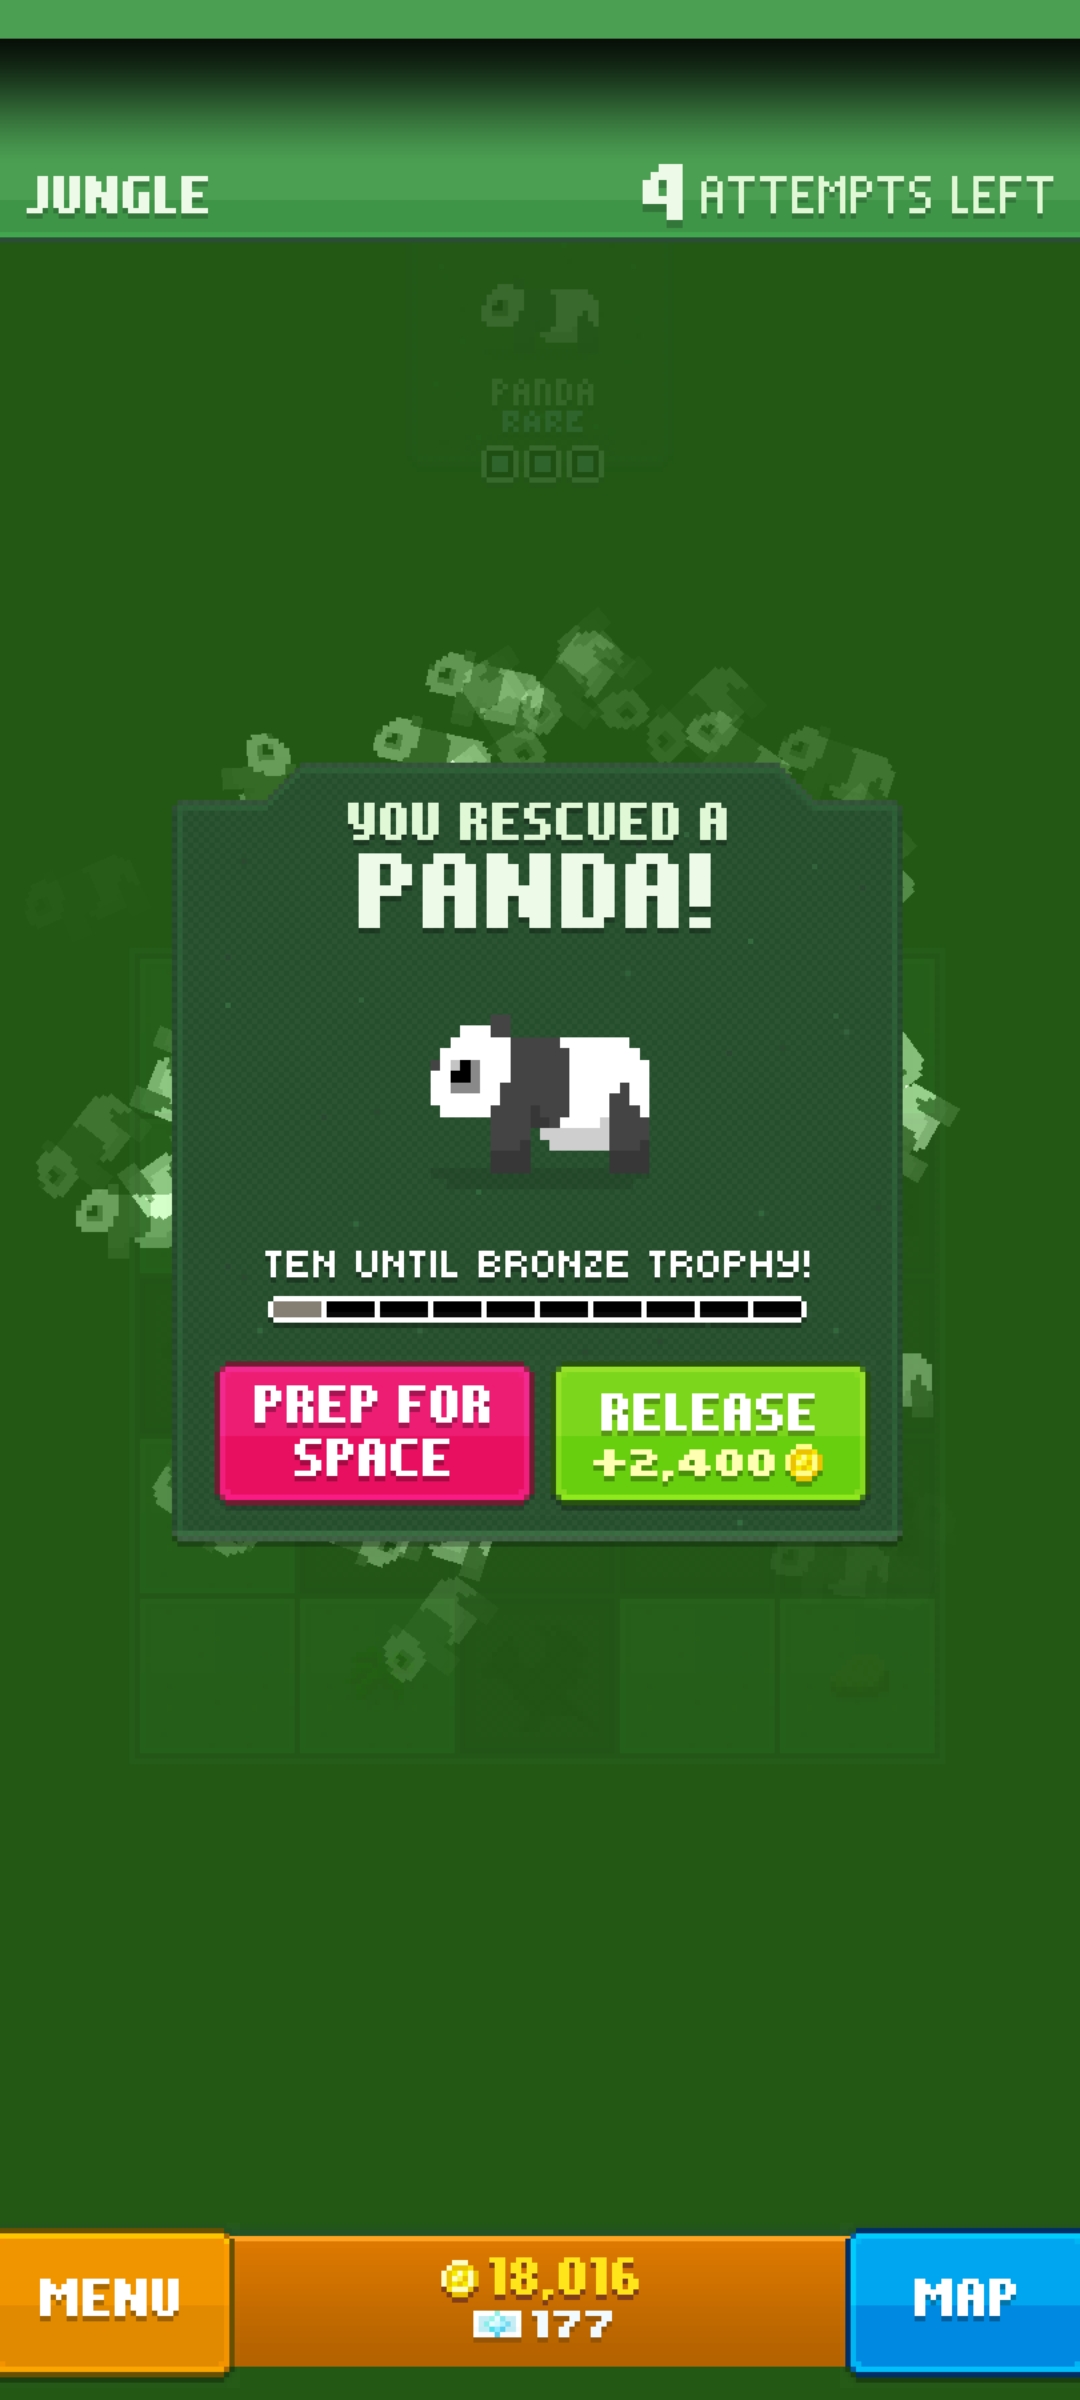 JUNGLE
4 ATTEMPTS LEFT
PANDA
RARE
YOU RESCUED A
PANDA!
TEN UNTIL BRONZE TROPHY!
PREP FOR
SPACE
RELEASE
+2,400
MENU
18,016
177
MAP